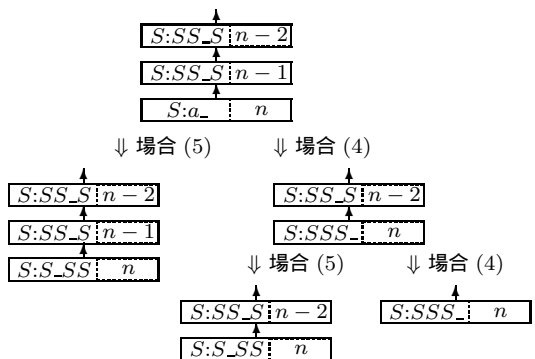 S:SS_S n − 2
S:SS_S n − 1
S:a_ n
⇓ 場合 (5) ⇓ 場合 (4)
S:SS_S n − 2 S:SS_S n − 2
S:SS_S n − 1 S:SSS_ n
S:S_SS n
⇓ 場合 (5) ⇓ 場合 (4)
S:SS_S n − 2 S:SSS_ n
S:S_SS n